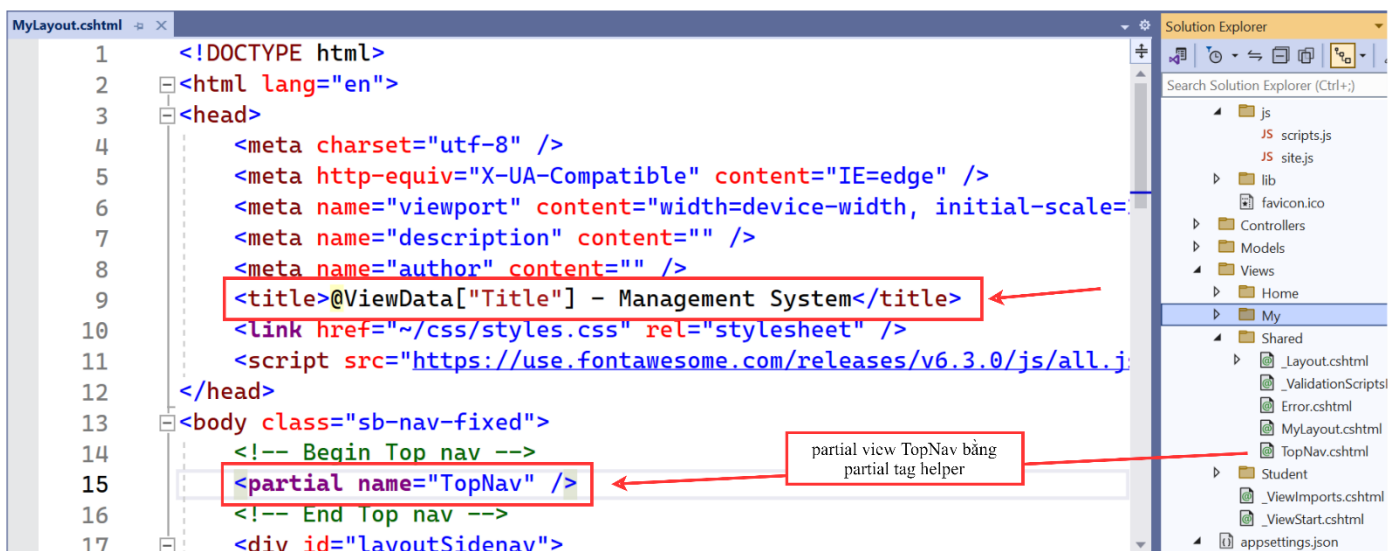 MyLayout.cshtml
1 <!DOCTYPE html>
2 <html lang="en">
3 <head>
4 <meta charset="utf-8" />
5 <meta http-equiv="X-UA-Compatible" content="IE=edge" />
6 <meta name="viewport" content="width=device-width, initial-scale=
7 <meta name="description" content="" />
8 <meta name="author" content="" />
9 <title>@ViewData["Title"] - Management System</title>
10 <link href="~/css/styles.css" rel="stylesheet" />
11 <script src="https://use.fontawesome.com/releases/v6.3.0/js/all.j
12 </head>
13 <body class="sb-nav-fixed">
14 <!-- Begin Top nav -->
15 <partial name="TopNav" />
16 <!-- End Top nav -->
17 <div id="layoutSidenav">
partial view TopNav bằng
partial tag helper
Solution Explorer
Search Solution Explorer (Ctrl+;)
js
JS scripts.js
JS site.js
lib
favicon.ico
Controllers
Models
Views
Home
My
Shared
_Layout.cshtml
_ValidationScripts
Error.cshtml
MyLayout.cshtml
TopNav.cshtml
Student
_ViewImports.cshtml
_ViewStart.cshtml
appsettings.json